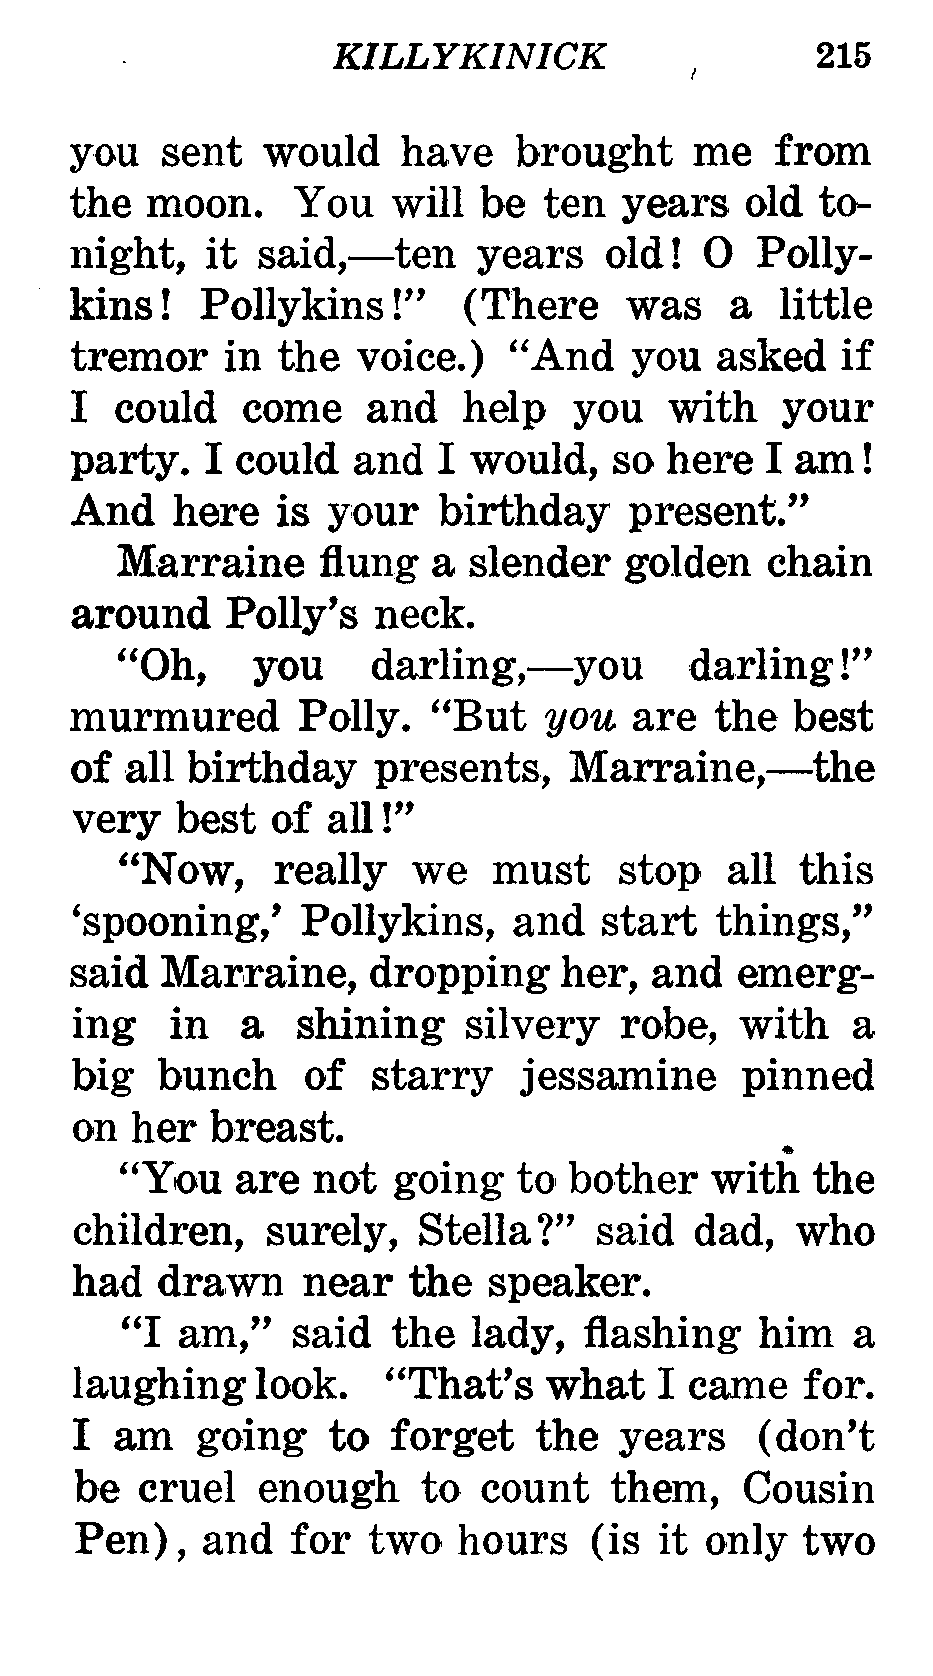 KILLYKINICK 215
you sent would have brought me from
the moon. You will be ten years old to-
night, it said,—ten years old! O Polly-
kins! Pollykins!” (There was a little
tremor in the voice.) “And you asked if
I could come and help you with your
party. I could and I would, so here I am!
And here is your birthday present.”
Marraine flung a slender golden chain
around Polly’s neck.
“Oh, you darling,—you darling!”
murmured Polly. “But you are the best
of all birthday presents, Marraine,—the
very best of all!”
“Now, really we must stop all this
‘spooning,’ Pollykins, and start things,”
said Marraine, dropping her, and emerg-
ing in a shining silvery robe, with a
big bunch of starry jessamine pinned
on her breast.
“You are not going to bother with the
children, surely, Stella?” said dad, who
had drawn near the speaker.
“I am,” said the lady, flashing him a
laughing look. “That’s what I came for.
I am going to forget the years (don’t
be cruel enough to count them, Cousin
Pen), and for two hours (is it only two